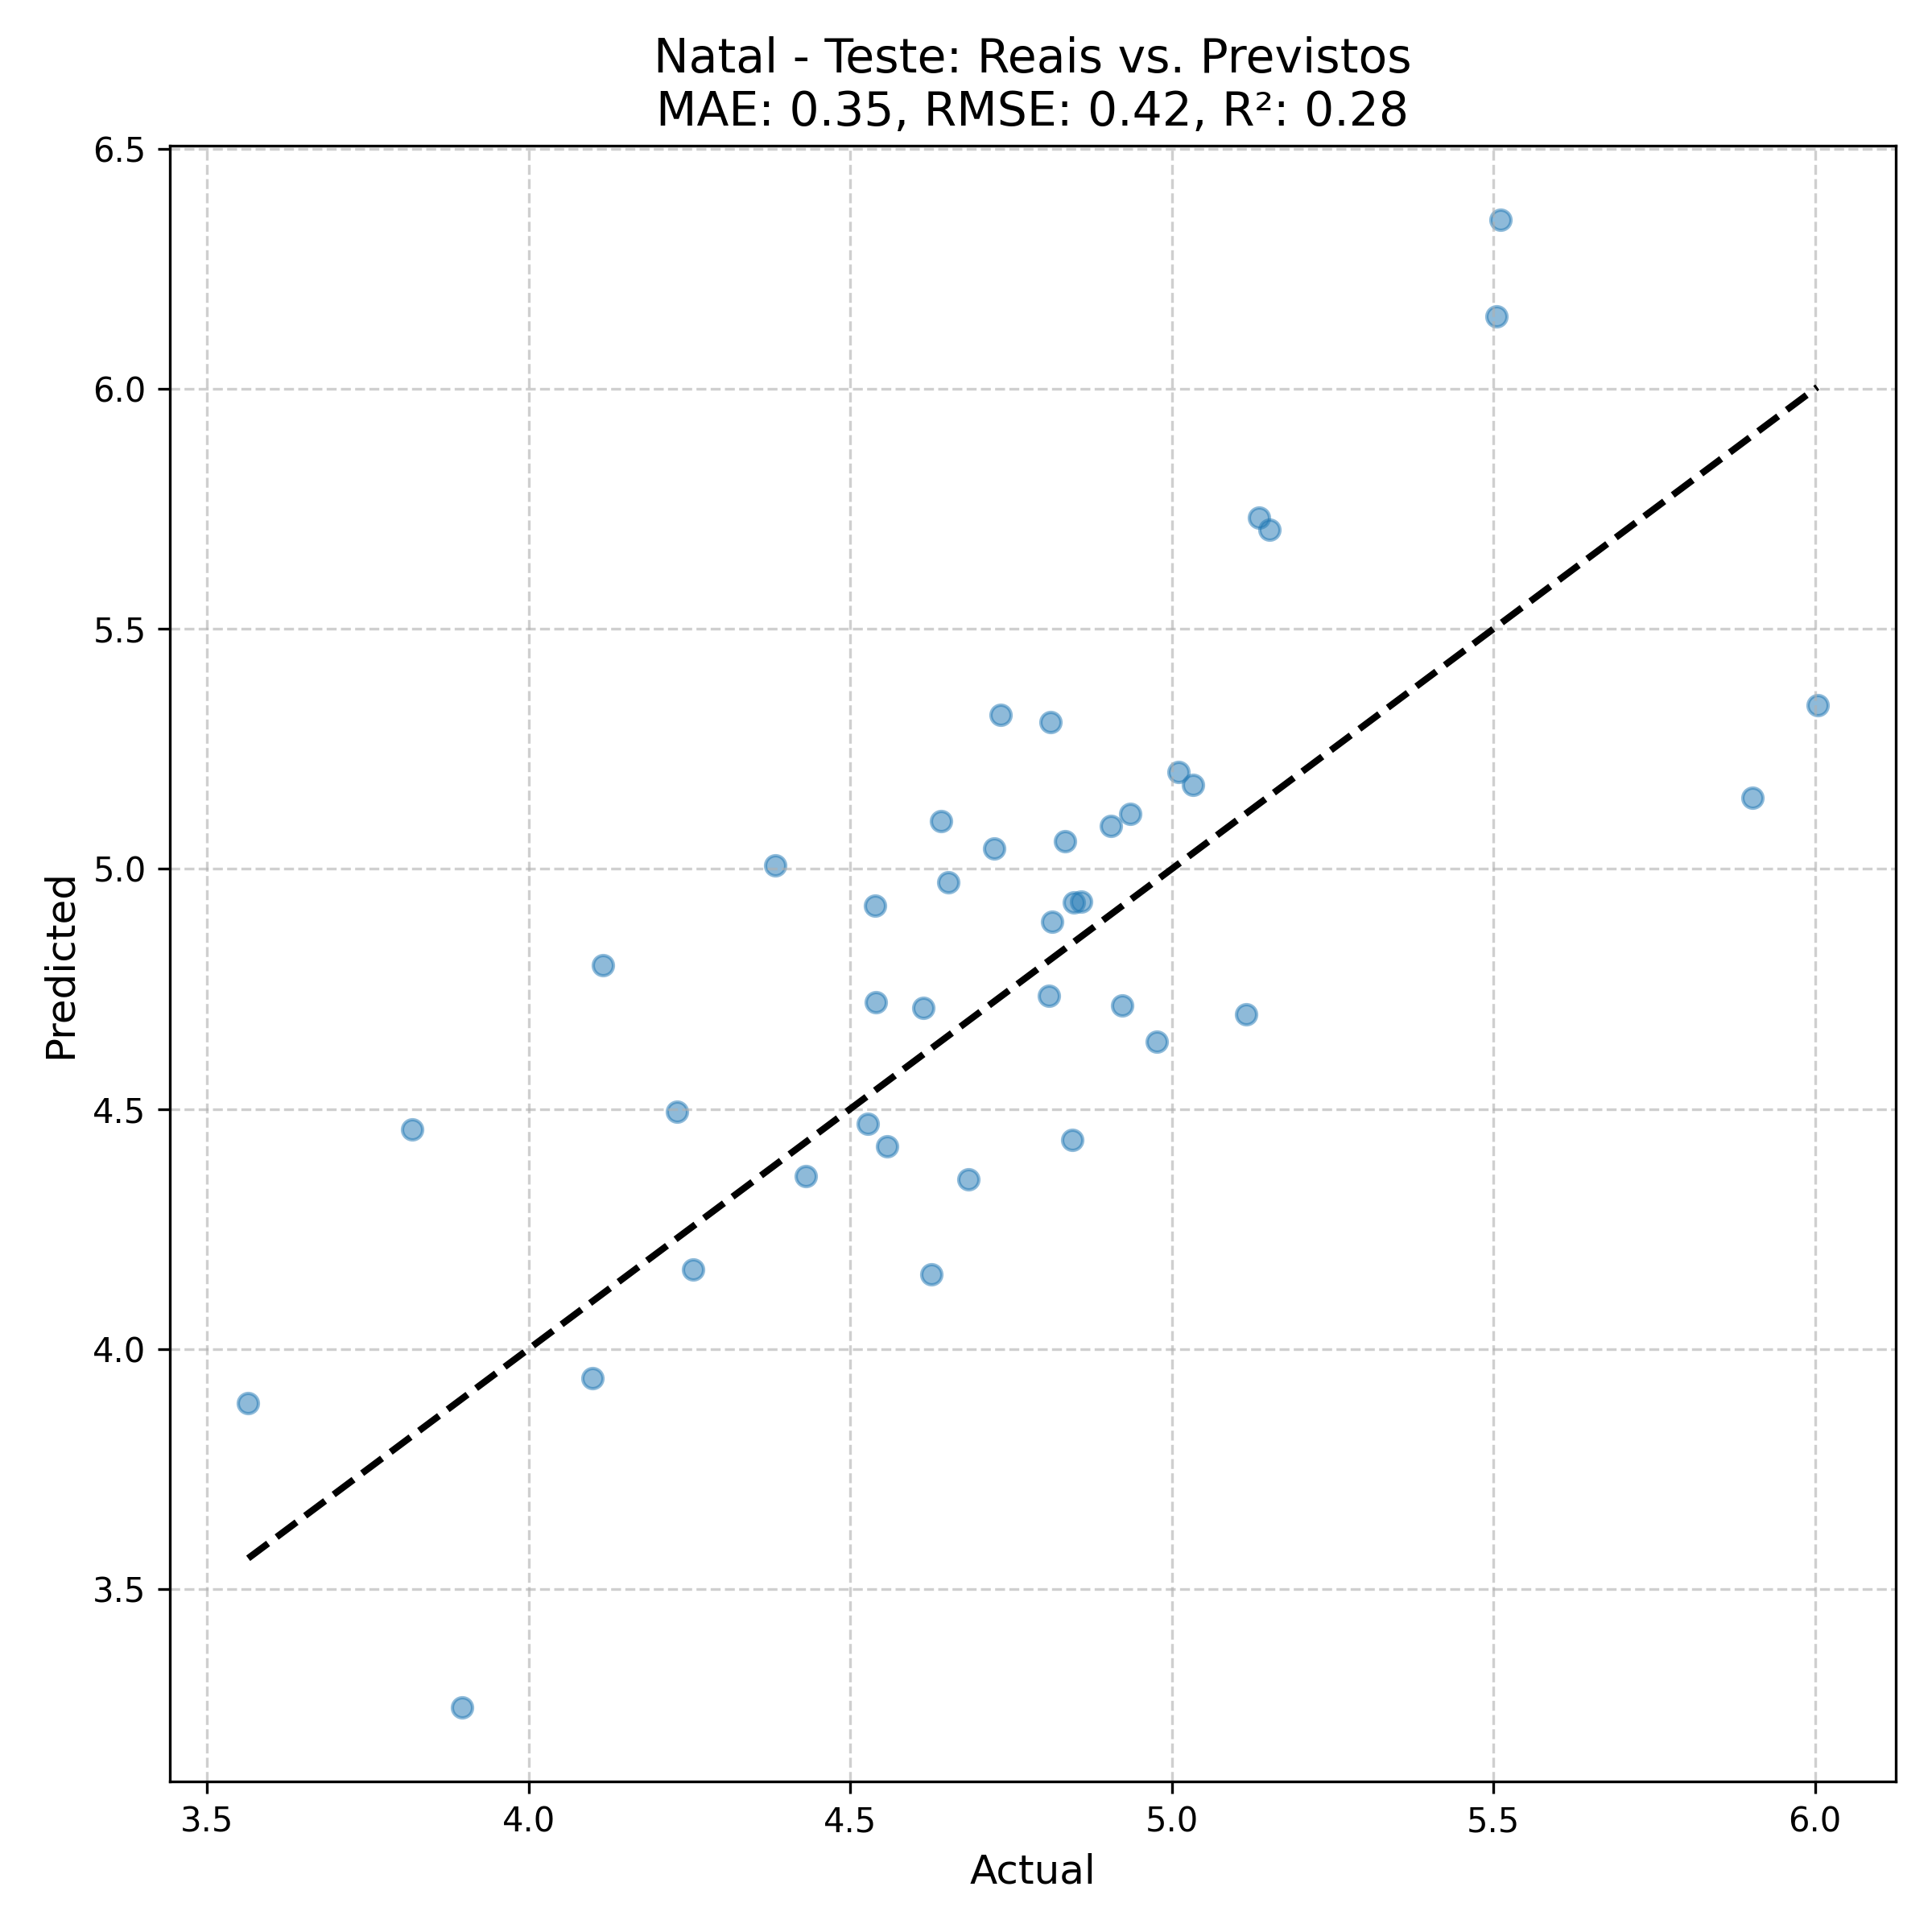 Natal - Teste: Reais vs. Previstos
MAE: 0.35, RMSE: 0.42, R²: 0.28
6.5
6.0
5.5
5.0
4.5
4.0
3.5
Predicted
3.5 4.0 4.5 5.0 5.5 6.0
Actual